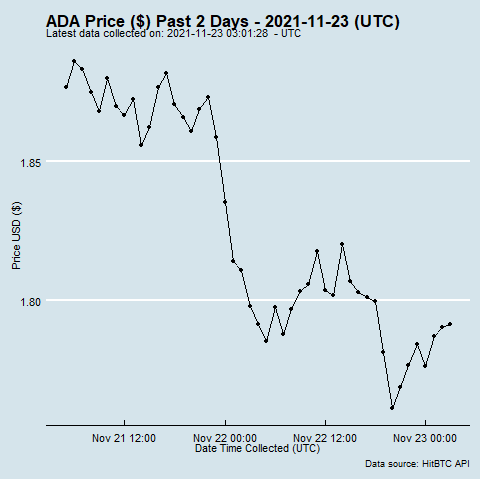 ADA Price ($) Past 2 Days - 2021-11-23 (UTC)
Latest data collected on: 2021-11-23 03:01:28  - UTC
Price USD ($)
1.85
1.80
Nov 21 12:00
Nov 22 00:00
Nov 22 12:00
Nov 23 00:00
Date Time Collected (UTC)
Data source: HitBTC API